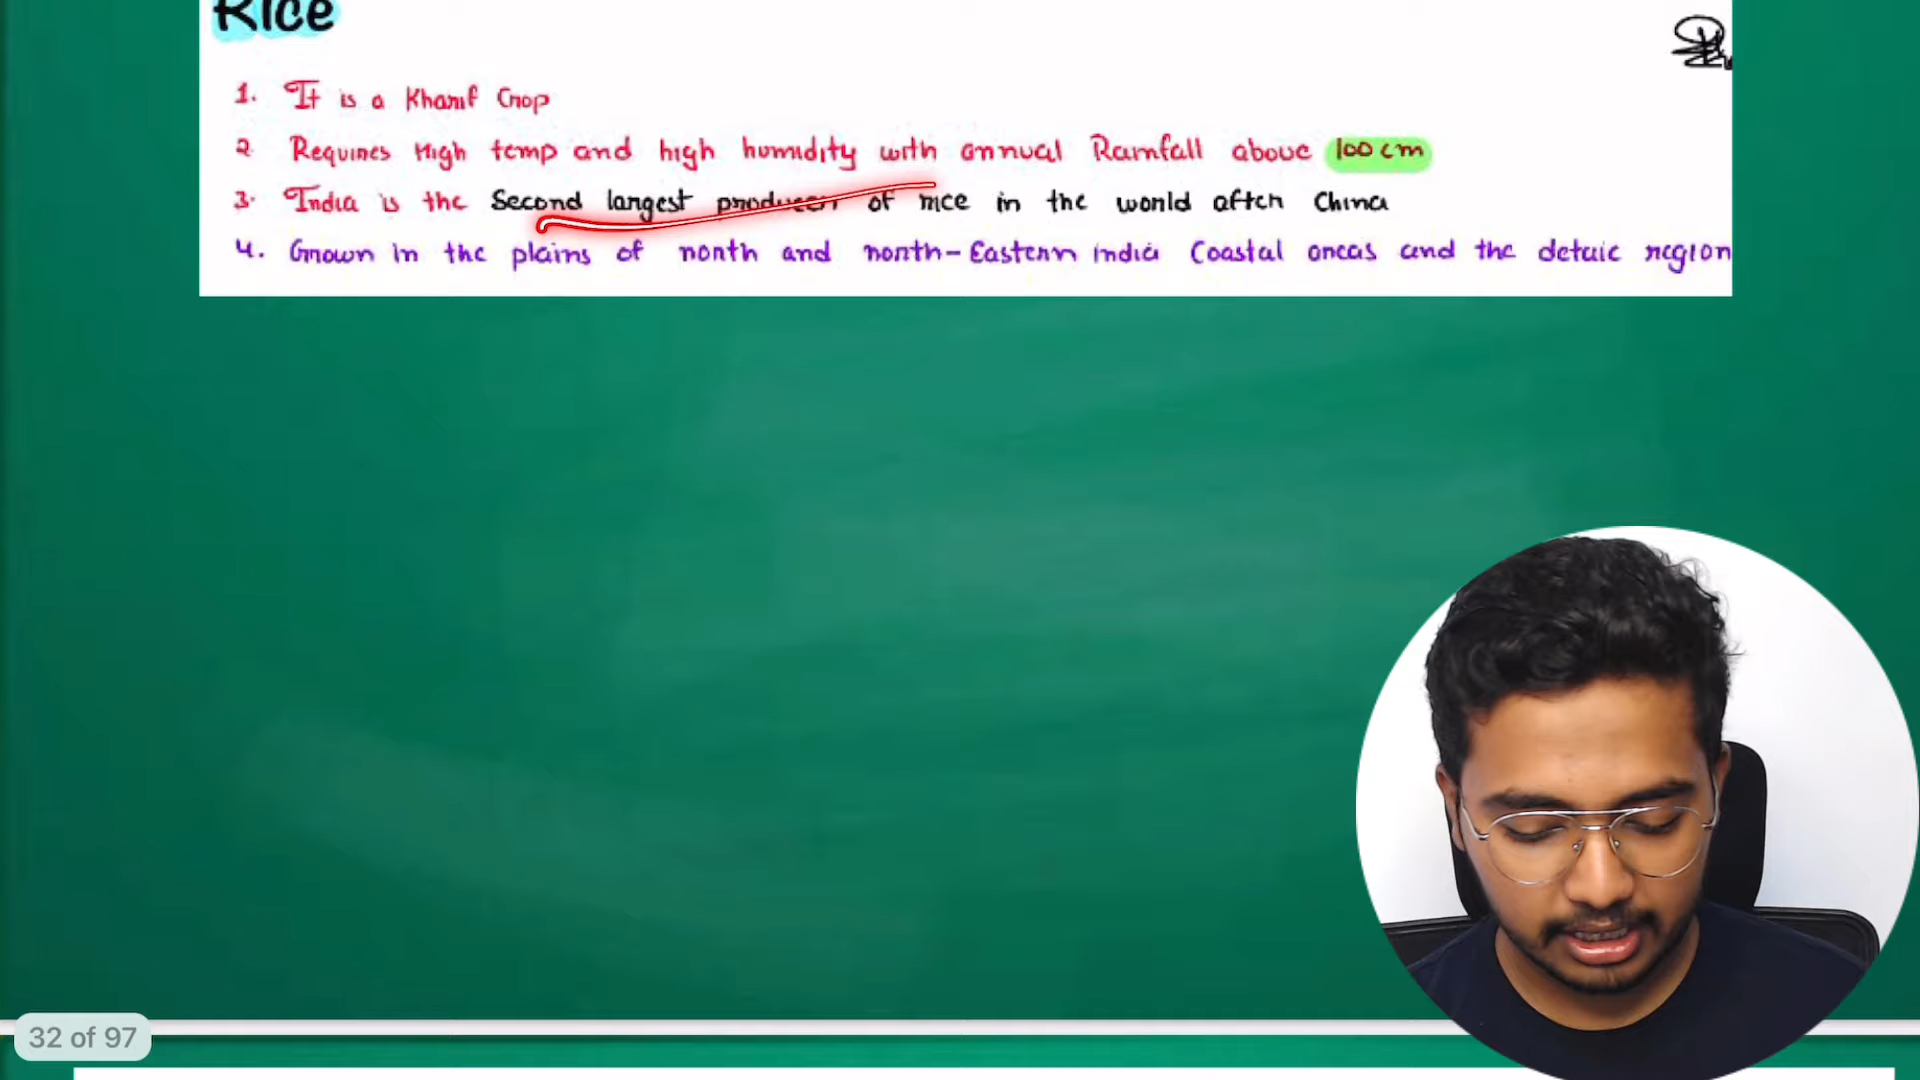 Rice
1. It is a Kharif Crop
2 Requires High temp and high humidity with annual Rainfall above 100 cm
3. India is the Second largest producer of rice in the world after China
4. Grown in the plains of north and north-Eastern india Coastal areas and the detaic region
32 of 97